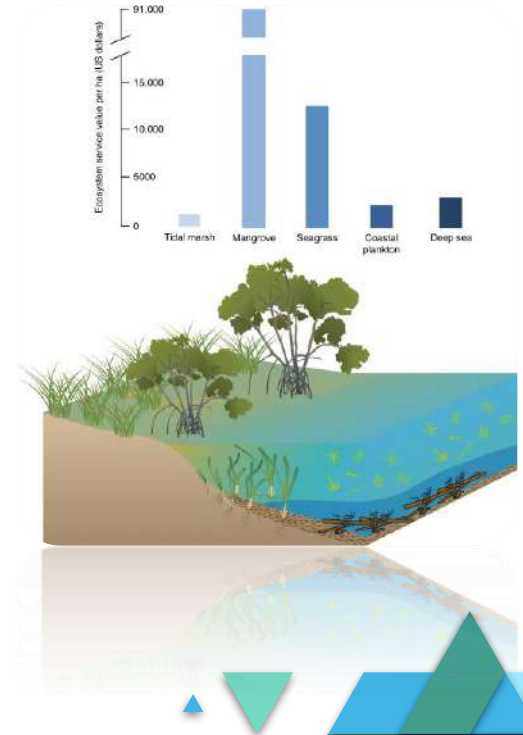 Ecosystem service value per ha (US dollars)
91.000
15.000
10.000
5000
0
Tidal marsh
Mangrove
Seagrass
Coastal
plankton
Deep sea